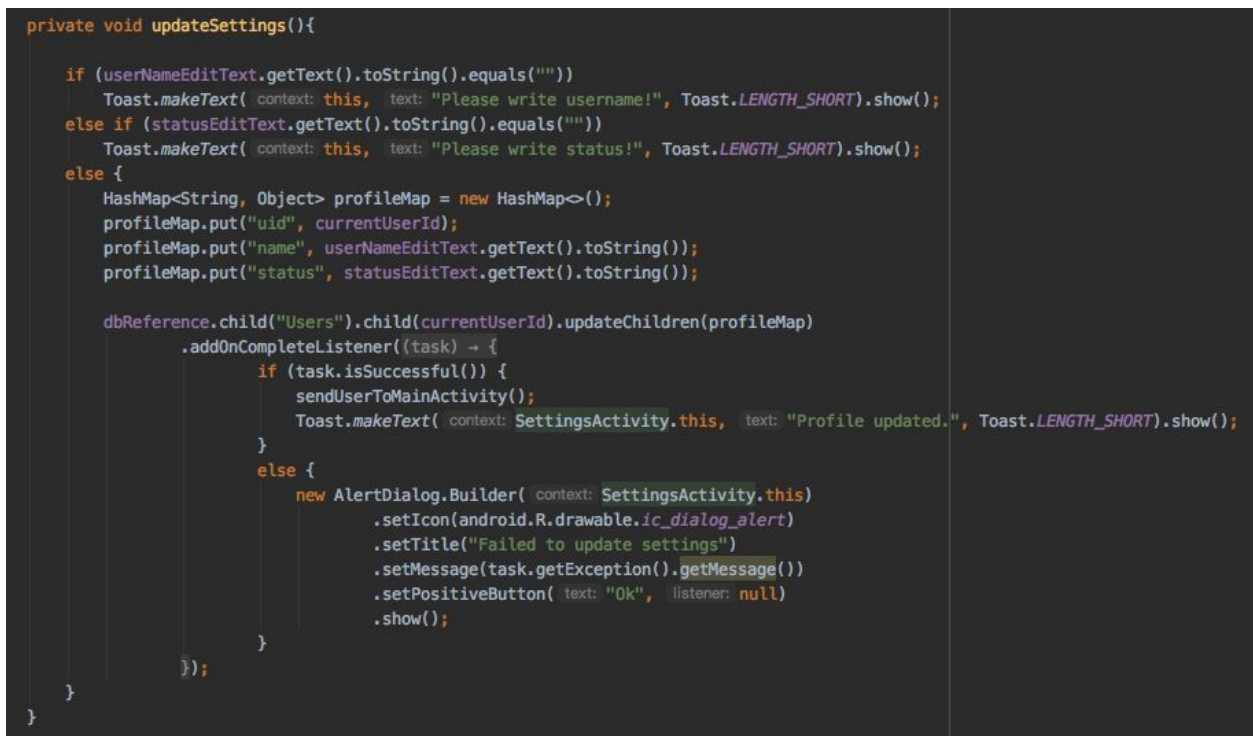 private void updateSettings(){
if (userNameEditText.getText().toString().equals(""))
Toast.makeText( context: this, text: "Please write username!", Toast.LENGTH_SHORT).show();
else if (statusEditText.getText().toString().equals(""))
Toast.makeText( context: this, text: "Please write status!", Toast.LENGTH_SHORT).show();
else {
HashMap<String, Object> profileMap = new HashMap<>();
profileMap.put("uid", currentUserId);
profileMap.put("name", userNameEditText.getText().toString());
profileMap.put("status", statusEditText.getText().toString());
dbReference.child("Users").child(currentUserId).updateChildren(profileMap)
.addOnCompleteListener((task) → {
if (task.isSuccessful()) {
sendUserToMainActivity();
Toast.makeText( context: SettingsActivity.this, text: "Profile updated.", Toast.LENGTH_SHORT).show();
}
else {
new AlertDialog.Builder( context: SettingsActivity.this)
.setIcon(android.R.drawable.ic_dialog_alert)
.setTitle("Failed to update settings")
.setMessage(task.getException().getMessage())
.setPositiveButton( text: "Ok", listener: null)
.show();
}
});
}
}